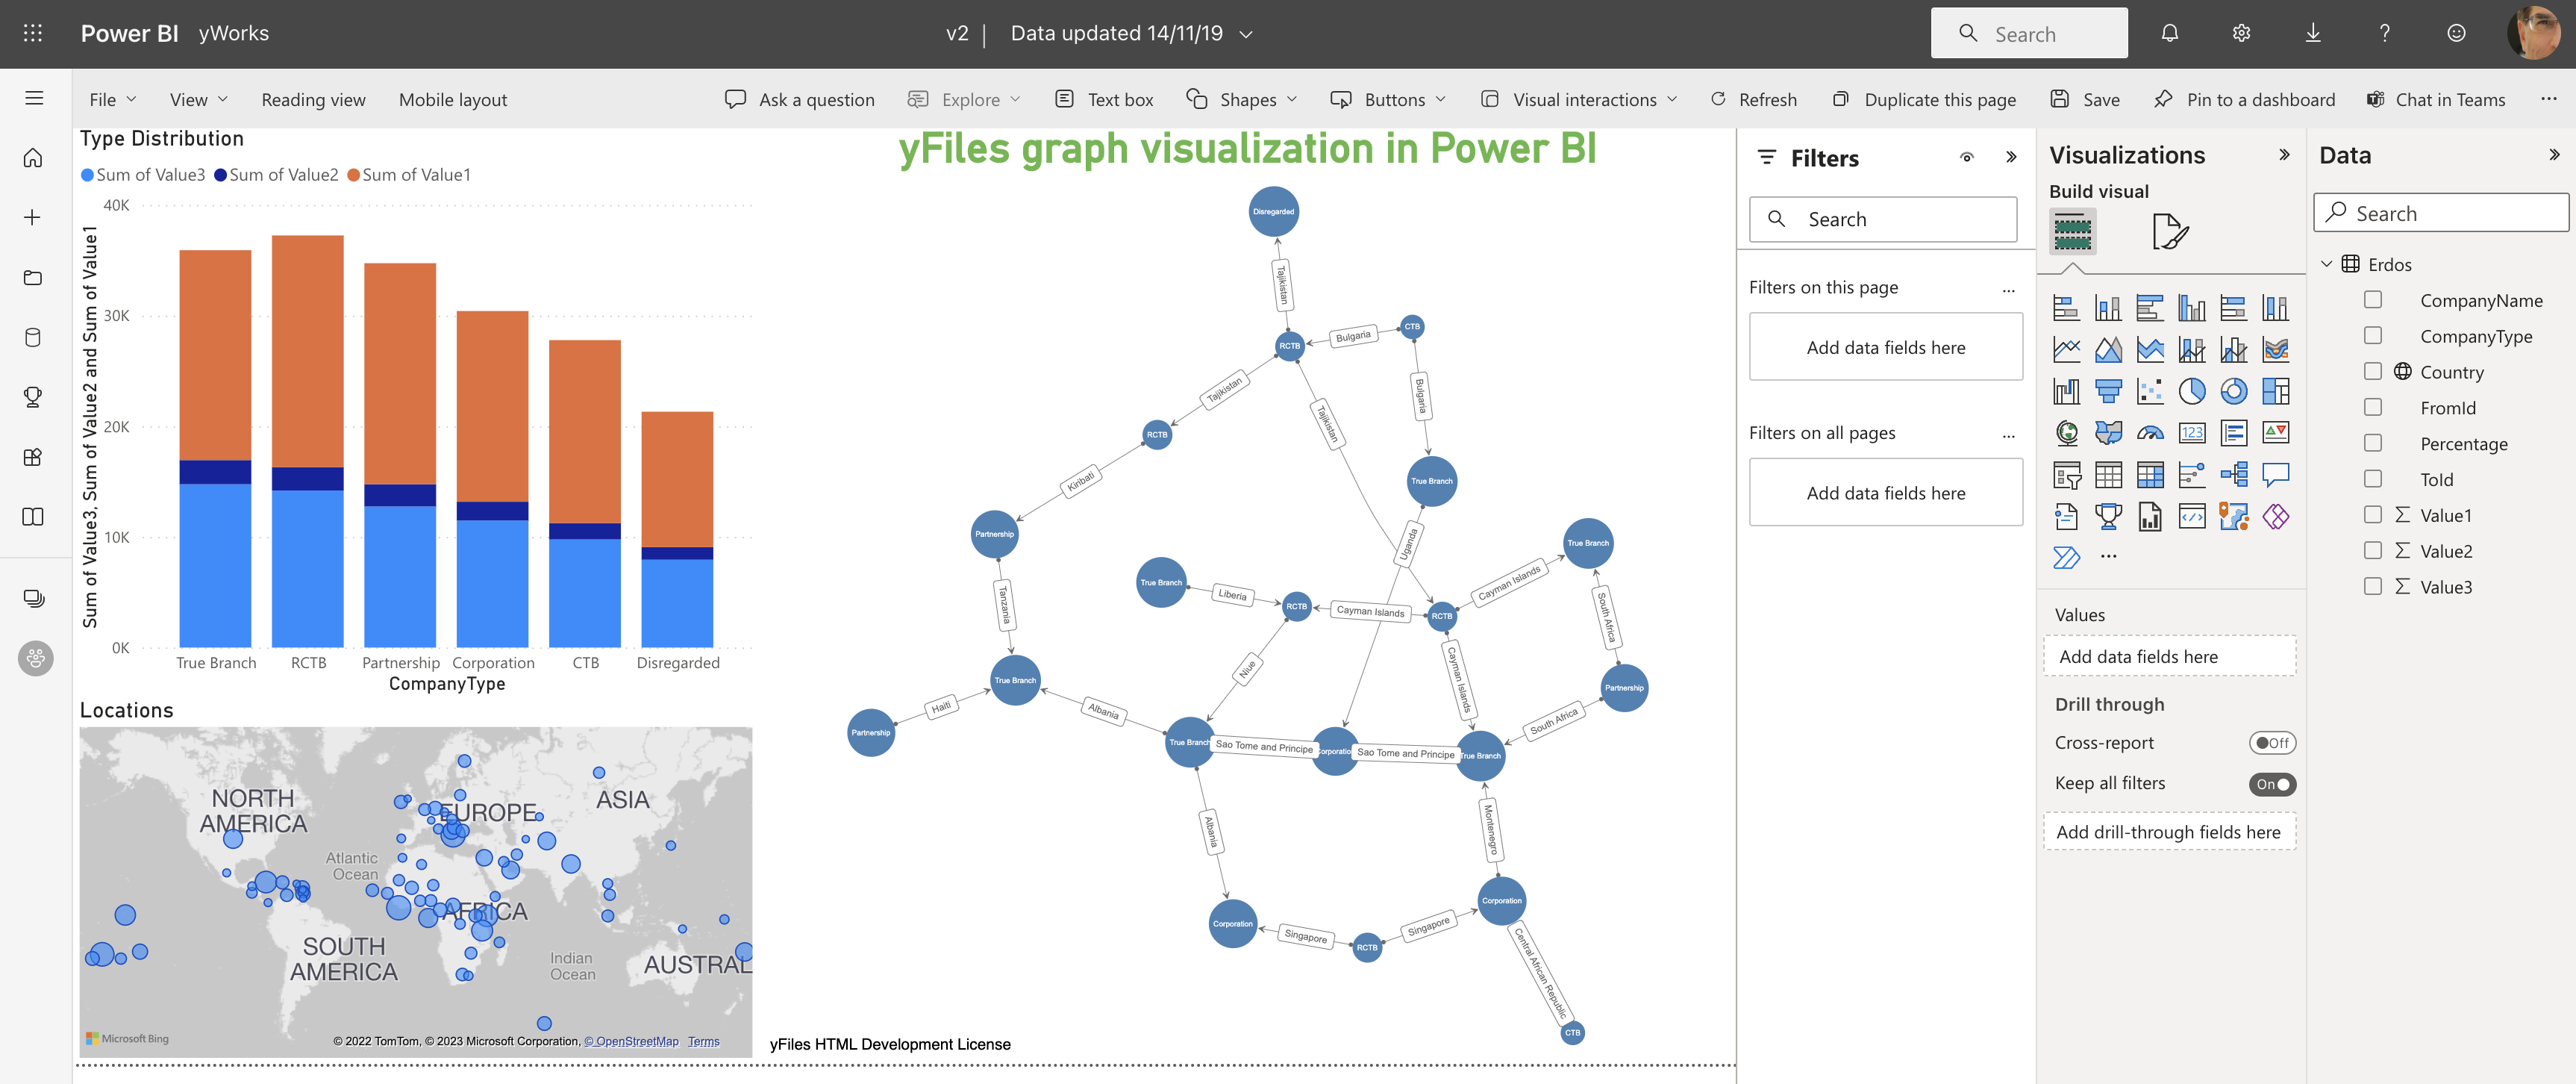 Power BI yWorks v2 | Data updated 14/11/19 Search
File View Reading view Mobile layout Ask a question Explore Text box Shapes Buttons Visual interactions Refresh Duplicate this page Save Pin to a dashboard Chat in Teams ...
Type Distribution
Sum of Value3 Sum of Value2 Sum of Value1
Sum of Value3, Sum of Value2 and Sum of Value1
40K
30K
20K
10K
0K
True Branch RCTB Partnership Corporation CTB Disregarded
CompanyType
Locations
NORTH
AMERICA
EUROPE
ASIA
Atlantic
Ocean
AFRICA
SOUTH
AMERICA
Indian
Ocean
AUSTRAL
Microsoft Bing
© 2022 TomTom, © 2023 Microsoft Corporation, © OpenStreetMap Terms
yFiles graph visualization in Power BI
Disregarded
Tajikistan
CTB
Bulgaria
RCTB
Tajikistan
Bulgaria
Tajikistan
RCTB
True Branch
Kiribati
Partnership
Uganda
True Branch
Cayman Islands
True Branch
Liberia
Tanzania
RCTB
Cayman Islands
RCTB
South Africa
Niue
Cayman Islands
True Branch
Partnership
Haiti
Albania
South Africa
Partnership
True Branch
Sao Tome and Principe
Corporatio
Sao Tome and Principe
True Branch
Albania
Montenegro
Corporation
Corporation
Singapore
RCTB
Singapore
Central African Republic
CTB
yFiles HTML Development License
Filters
Search
Filters on this page ...
Add data fields here
Filters on all pages ...
Add data fields here
Visualizations
Build visual
123
...
Values
Add data fields here
Drill through
Cross-report Off
Keep all filters On
Add drill-through fields here
Data
Search
Erdos
CompanyName
CompanyType
Country
FromId
Percentage
ToId
Σ Value1
Σ Value2
Σ Value3